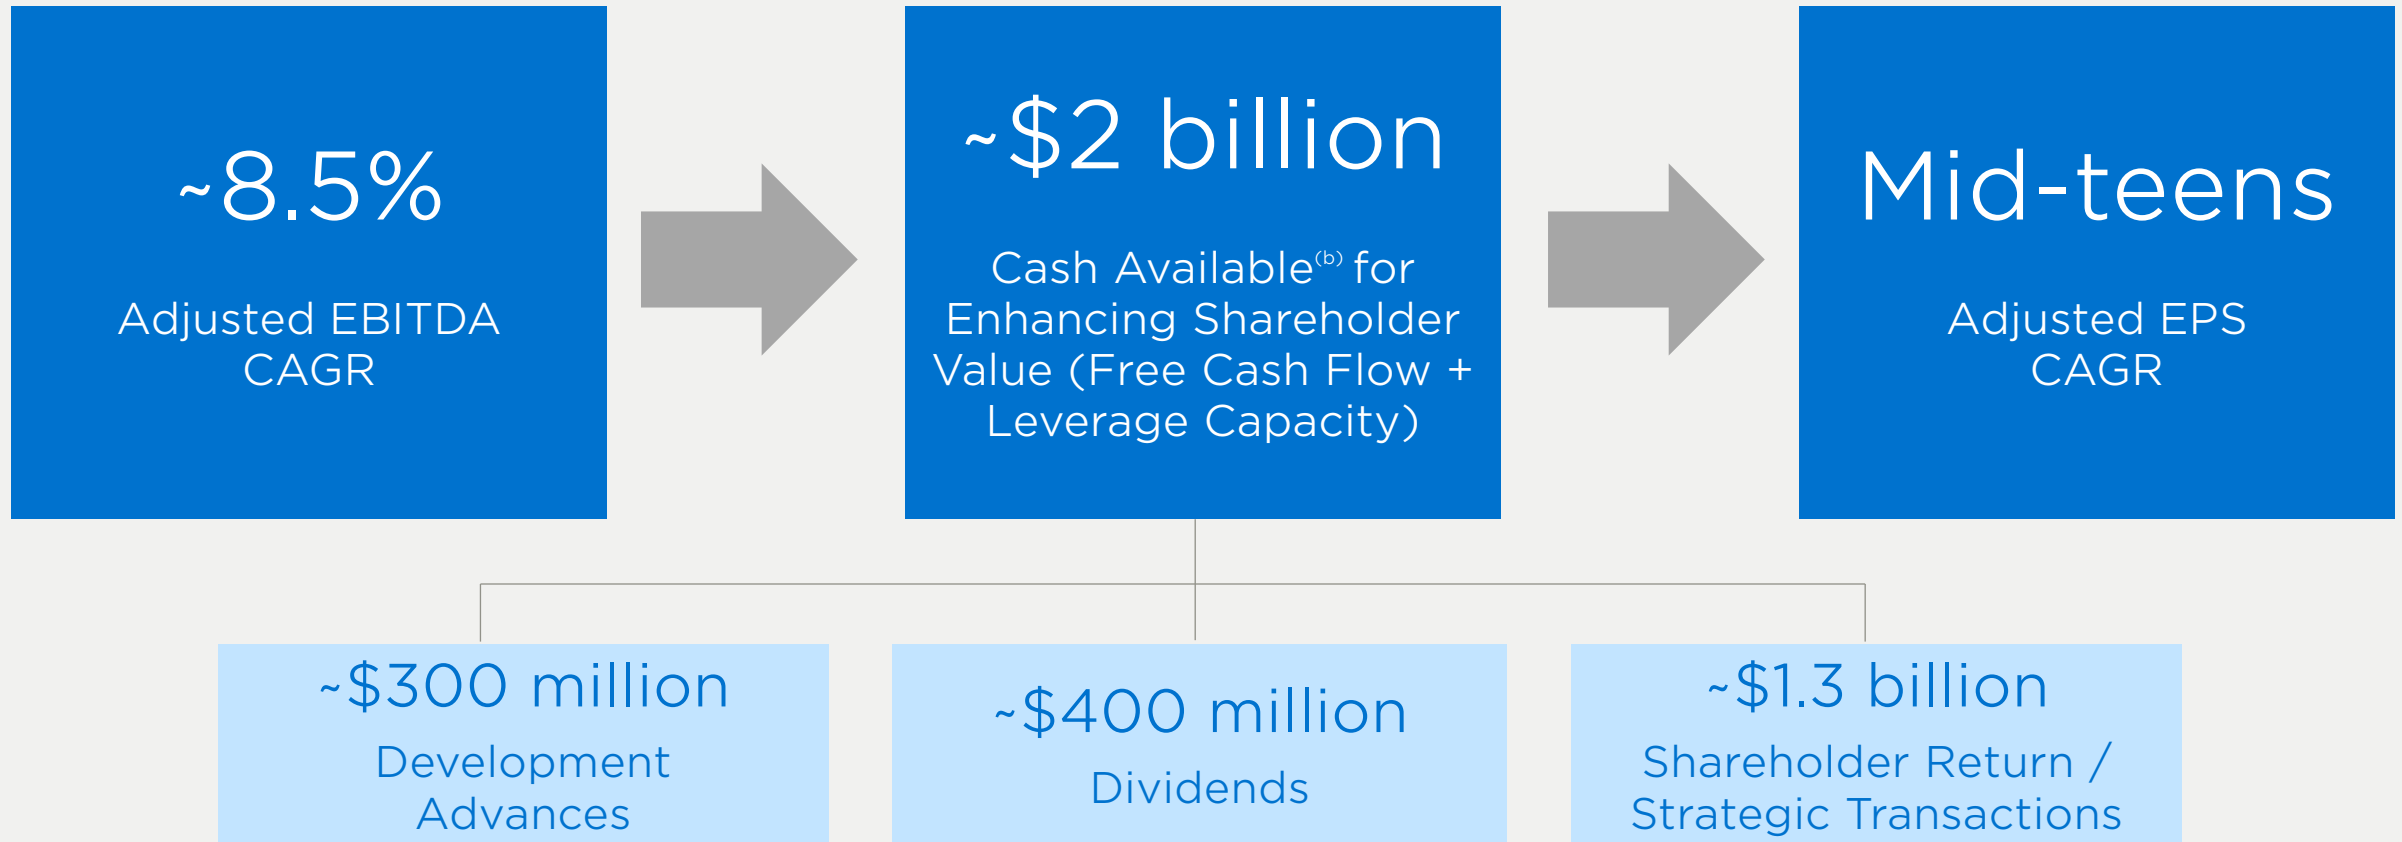 ~8.5%
Adjusted EBITDA
CAGR
~$2 billion
Cash Available(b) for
Enhancing Shareholder
Value (Free Cash Flow +
Leverage Capacity)
Mid-teens
Adjusted EPS
CAGR
~$300 million
Development
Advances
~$400 million
Dividends
~$1.3 billion
Shareholder Return /
Strategic Transactions